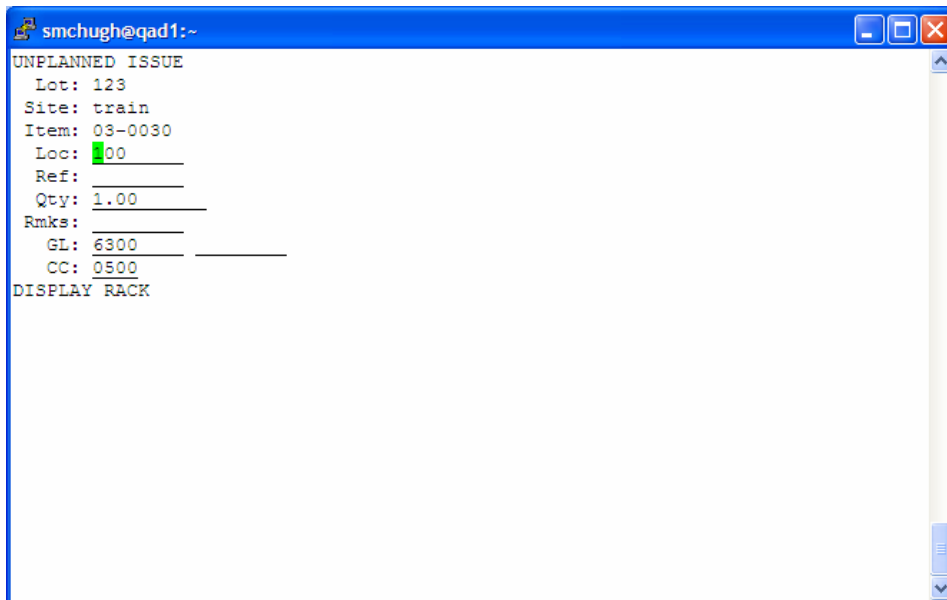 smchugh@qad1:~
UNPLANNED ISSUE
Lot: 123
Site: train
Item: 03-0030
Loc: 100
Ref:
Qty: 1.00
Rmks:
GL: 6300
CC: 0500
DISPLAY RACK